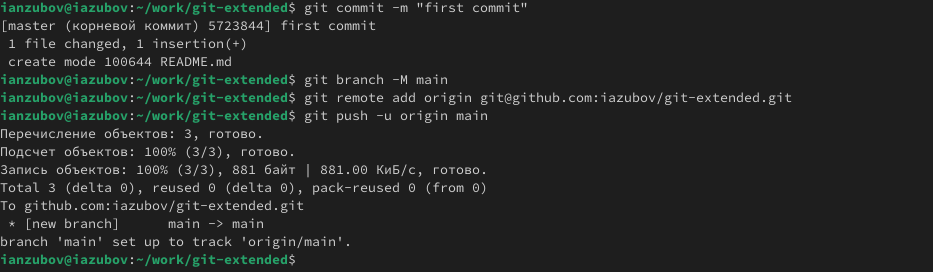 ianzubov@iazubov:~/work/git-extended$ git commit -m "first commit"
[master (корневой коммит) 5723844] first commit
 1 file changed, 1 insertion(+)
 create mode 100644 README.md
ianzubov@iazubov:~/work/git-extended$ git branch -M main
ianzubov@iazubov:~/work/git-extended$ git remote add origin git@github.com:iazubov/git-extended.git
ianzubov@iazubov:~/work/git-extended$ git push -u origin main
Перечисление объектов: 3, готово.
Подсчет объектов: 100% (3/3), готово.
Запись объектов: 100% (3/3), 881 байт | 881.00 КиБ/с, готово.
Total 3 (delta 0), reused 0 (delta 0), pack-reused 0 (from 0)
To github.com:iazubov/git-extended.git
 * [new branch]      main -> main
branch 'main' set up to track 'origin/main'.
ianzubov@iazubov:~/work/git-extended$